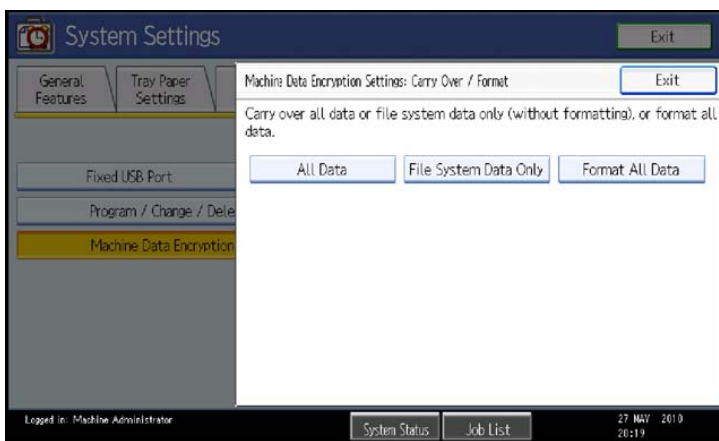 System Settings
Exit
General
Features
Tray Paper
Settings
Machine Data Encryption Settings: Carry Over / Format
Exit
Carry over all data or file system data only (without formatting), or format all
data.
All Data
File System Data Only
Format All Data
Fixed USB Port
Program / Change / Dele
Machine Data Encryption
Logged in: Machine Administrator
System Status
Job List
27 MAY 2010
20:19